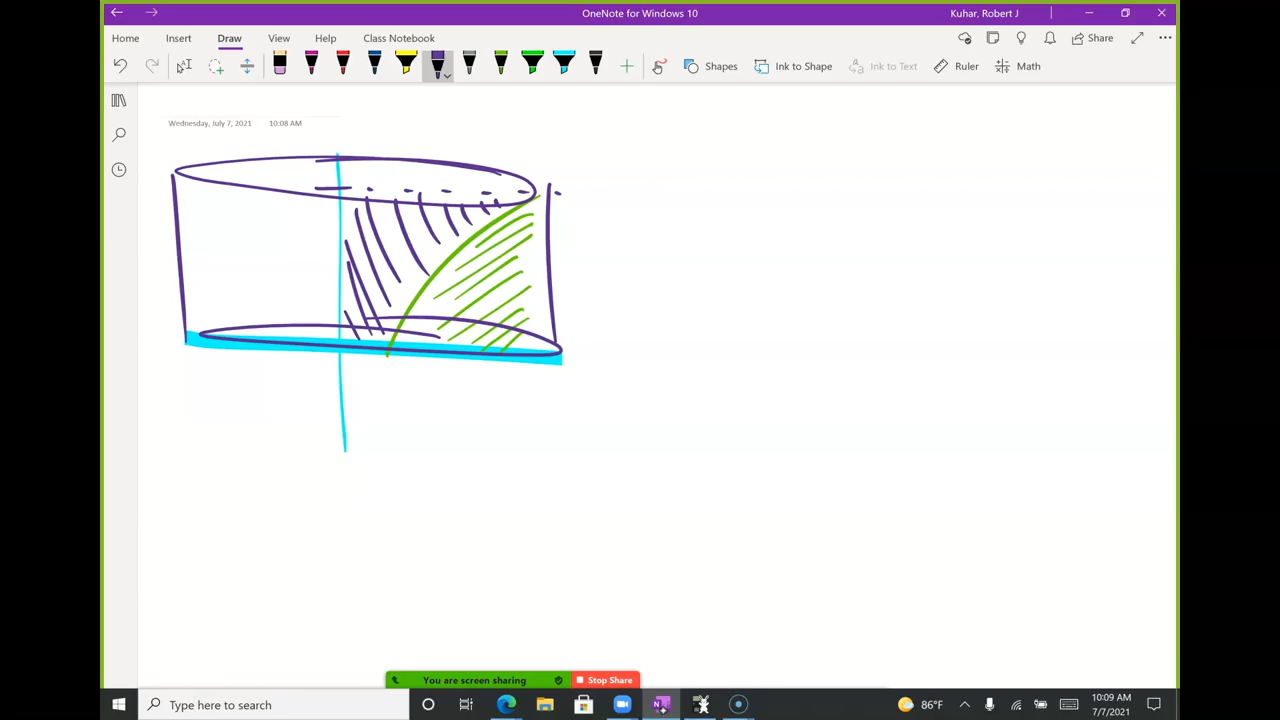 OneNote for Windows 10
Kuhar, Robert J
Home Insert Draw View Help Class Notebook
Share
Shapes Ink to Shape Ink to Text Ruler Math
Wednesday, July 7, 2021 10:08 AM
You are screen sharing Stop Share
Type here to search
86°F
10:09 AM
7/7/2021